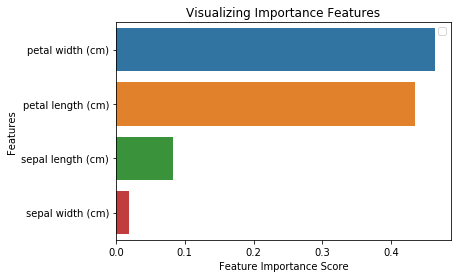 Visualizing Importance Features
petal width (cm)
petal length (cm)
sepal length (cm)
sepal width (cm)
Features
0.0 0.1 0.2 0.3 0.4
Feature Importance Score